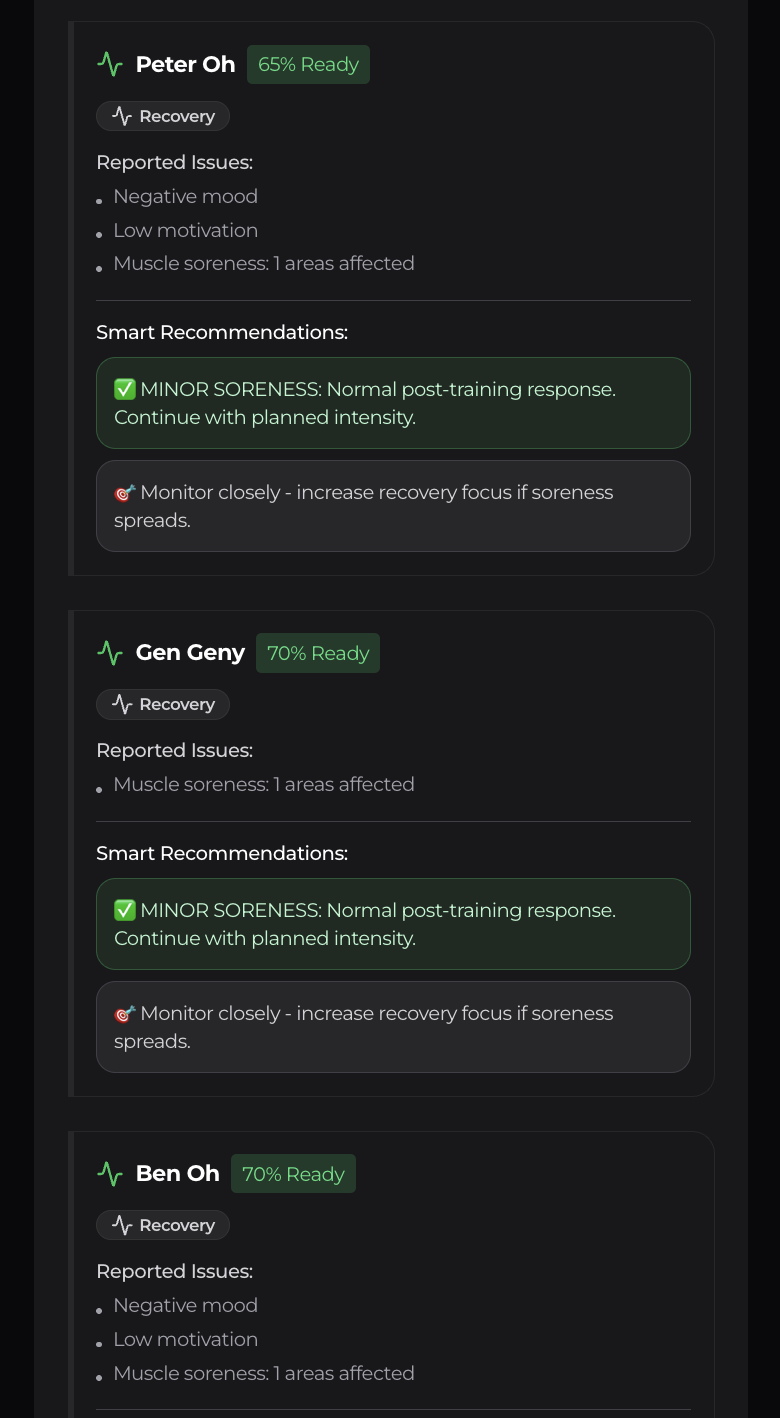 Peter Oh 65% Ready
Recovery
Reported Issues:
Negative mood
Low motivation
Muscle soreness: 1 areas affected
Smart Recommendations:
✅ MINOR SORENESS: Normal post-training response.
Continue with planned intensity.
🎯 Monitor closely - increase recovery focus if soreness
spreads.
Gen Geny 70% Ready
Recovery
Reported Issues:
Muscle soreness: 1 areas affected
Smart Recommendations:
✅ MINOR SORENESS: Normal post-training response.
Continue with planned intensity.
🎯 Monitor closely - increase recovery focus if soreness
spreads.
Ben Oh 70% Ready
Recovery
Reported Issues:
Negative mood
Low motivation
Muscle soreness: 1 areas affected